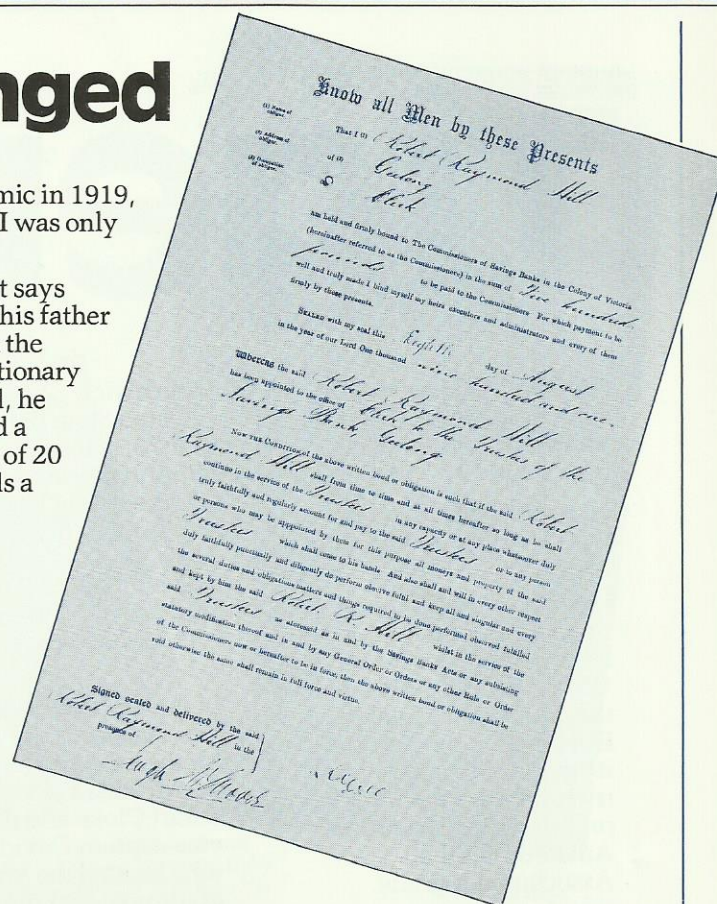 nged
mic in 1919,
I was only
t says
his father
the
tionary
l, he
d a
of 20
ls a
Know all Men by these Presents
(1) Name of
obligor.
That I (1) Robert Raymond Hill
(2) Address of
obligor.
of (2) Geelong
(3) Occupation
of obligor.
(3) Clerk
am held and firmly bound to The Commissioners of Savings Banks in the Colony of Victoria
(hereinafter referred to as the Commissioners) in the sum of Five hundred
pounds to be paid to the Commissioners For which payment to be
well and truly made I bind myself my heirs executors and administrators and every of them
firmly by these presents.
SEALED with my seal this Eighth day of August
in the year of our Lord One thousand nine hundred and one.
Whereas the said Robert Raymond Hill
has been appointed to the office of Clerk to the Trustees of the
Savings Bank, Geelong
NOW THE CONDITION of the above written bond or obligation is such that if the said Robert
Raymond Hill shall from time to time and at all times hereafter so long as he shall
continue in the service of the Trustees in any capacity or at any place whatsoever duly
truly faithfully and regularly account for and pay to the said Trustees or to any person
or persons who may be appointed by them for this purpose all moneys and property of the said
Trustees which shall come to his hands. And also shall and will in every other respect
duly faithfully punctually and diligently do perform observe fulfil and keep all and singular and every
the several duties and obligations matters and things required to be done performed observed fulfilled
and kept by him the said Robert R. Hill whilst in the service of the
said Trustees as aforesaid as in and by the Savings Banks Acts or any subsisting
statutory modification thereof and in and by any General Order or Orders or any other Rule or Order
of the Commissioners now or hereafter to be in force, then the above written bond or obligation shall be
void otherwise the same shall remain in full force and virtue.
Signed sealed and delivered by the said
Robert Raymond Hill in the
presence of
Hugh